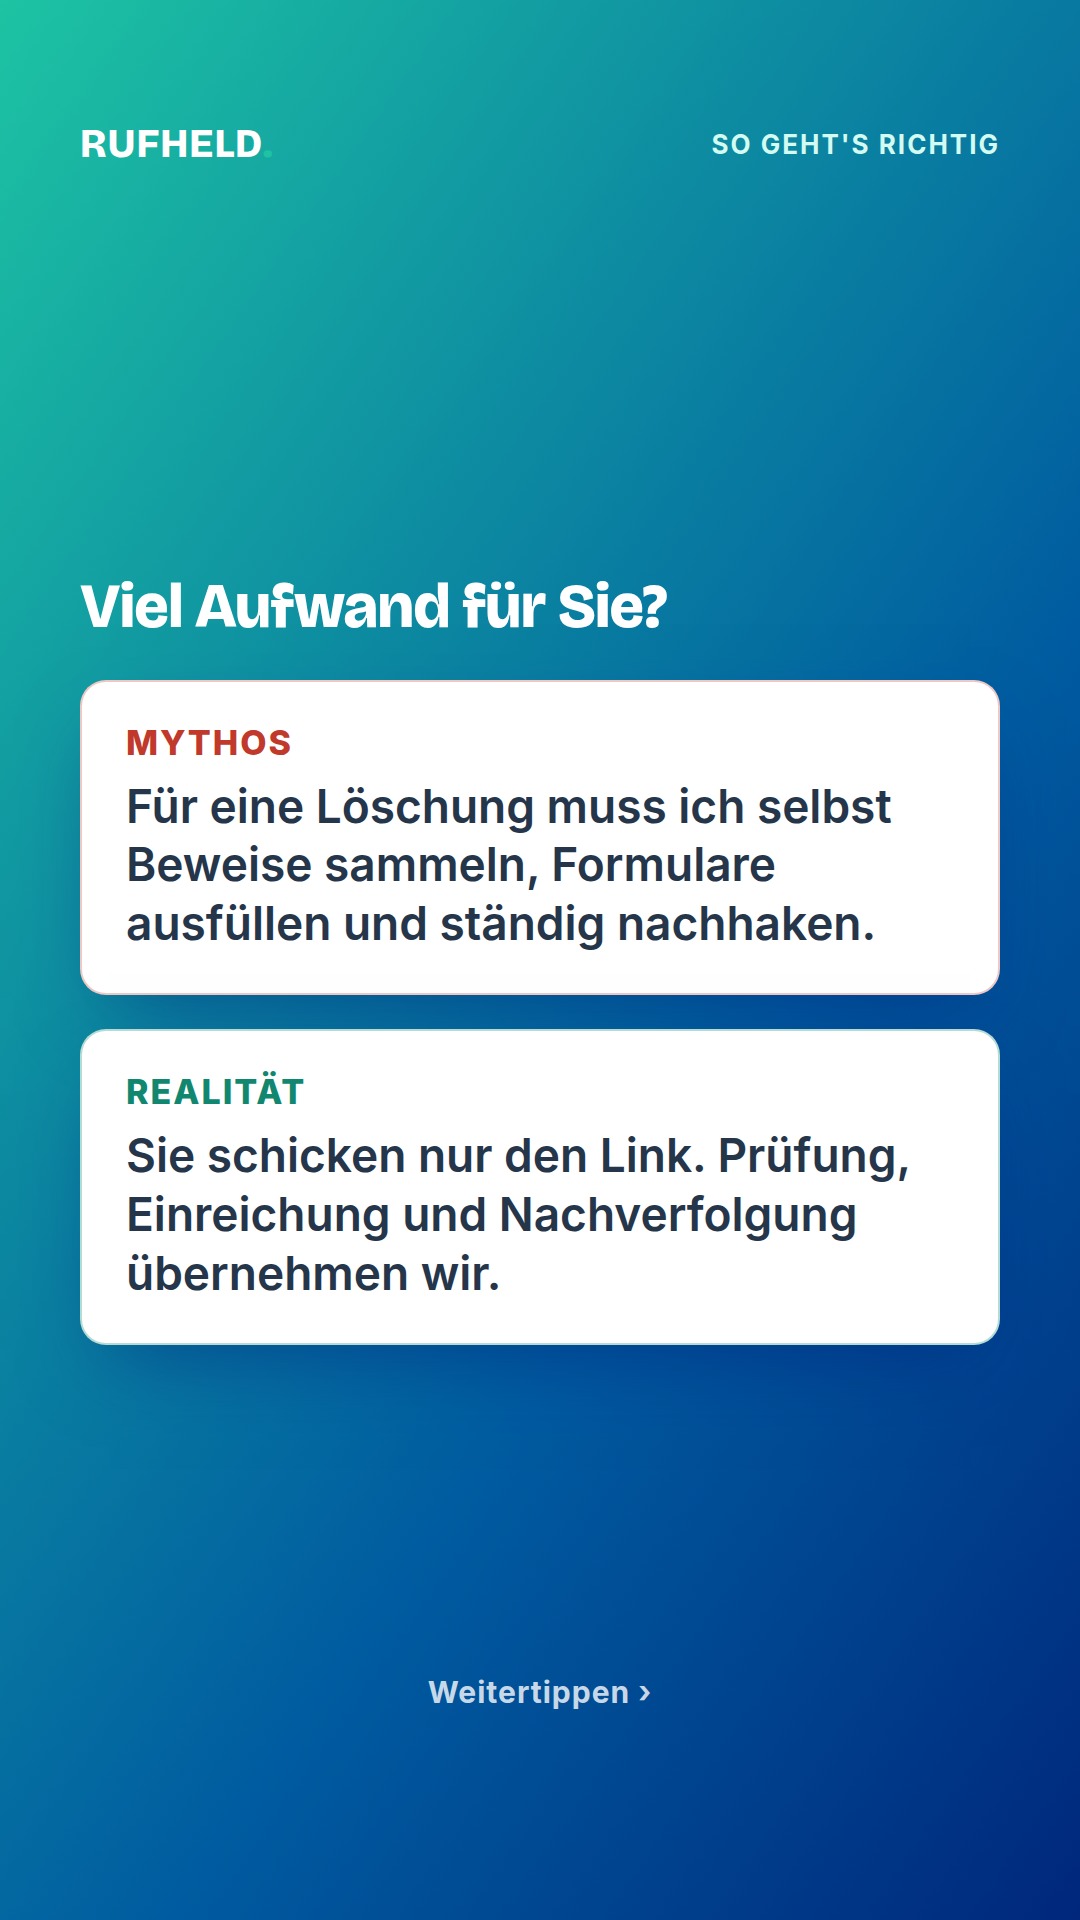 RUFHELD.
SO GEHT'S RICHTIG
Viel Aufwand für Sie?
MYTHOS
Für eine Löschung muss ich selbst
Beweise sammeln, Formulare
ausfüllen und ständig nachhaken.
REALITÄT
Sie schicken nur den Link. Prüfung,
Einreichung und Nachverfolgung
übernehmen wir.
Weitertippen ›